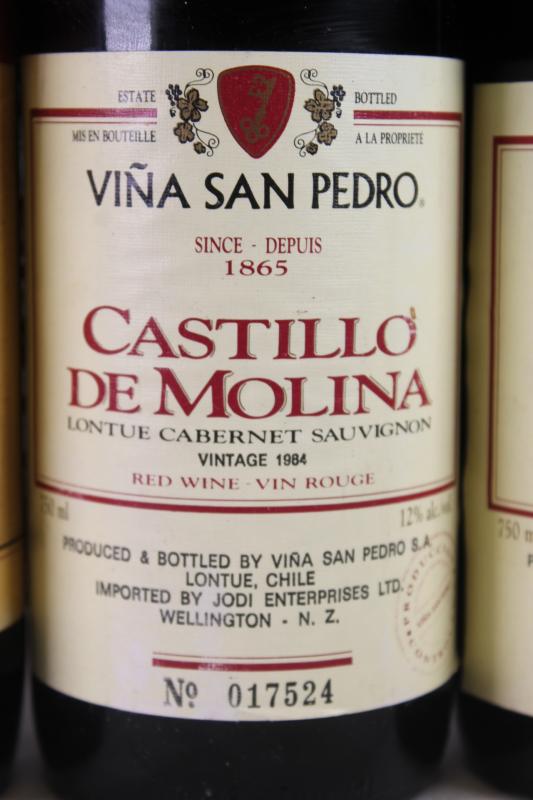 ESTATE BOTTLED
MIS EN BOUTEILLE A LA PROPRIETÉ
VIÑA SAN PEDRO®
SINCE - DEPUIS
1865
CASTILLO
DE MOLINA
LONTUE CABERNET SAUVIGNON
VINTAGE 1984
RED WINE - VIN ROUGE
750 ml 12% alc./vol.
PRODUCED & BOTTLED BY VIÑA SAN PEDRO S.A.
LONTUE, CHILE
IMPORTED BY JODI ENTERPRISES LTD.
WELLINGTON - N. Z.
Nº 017524
750 m